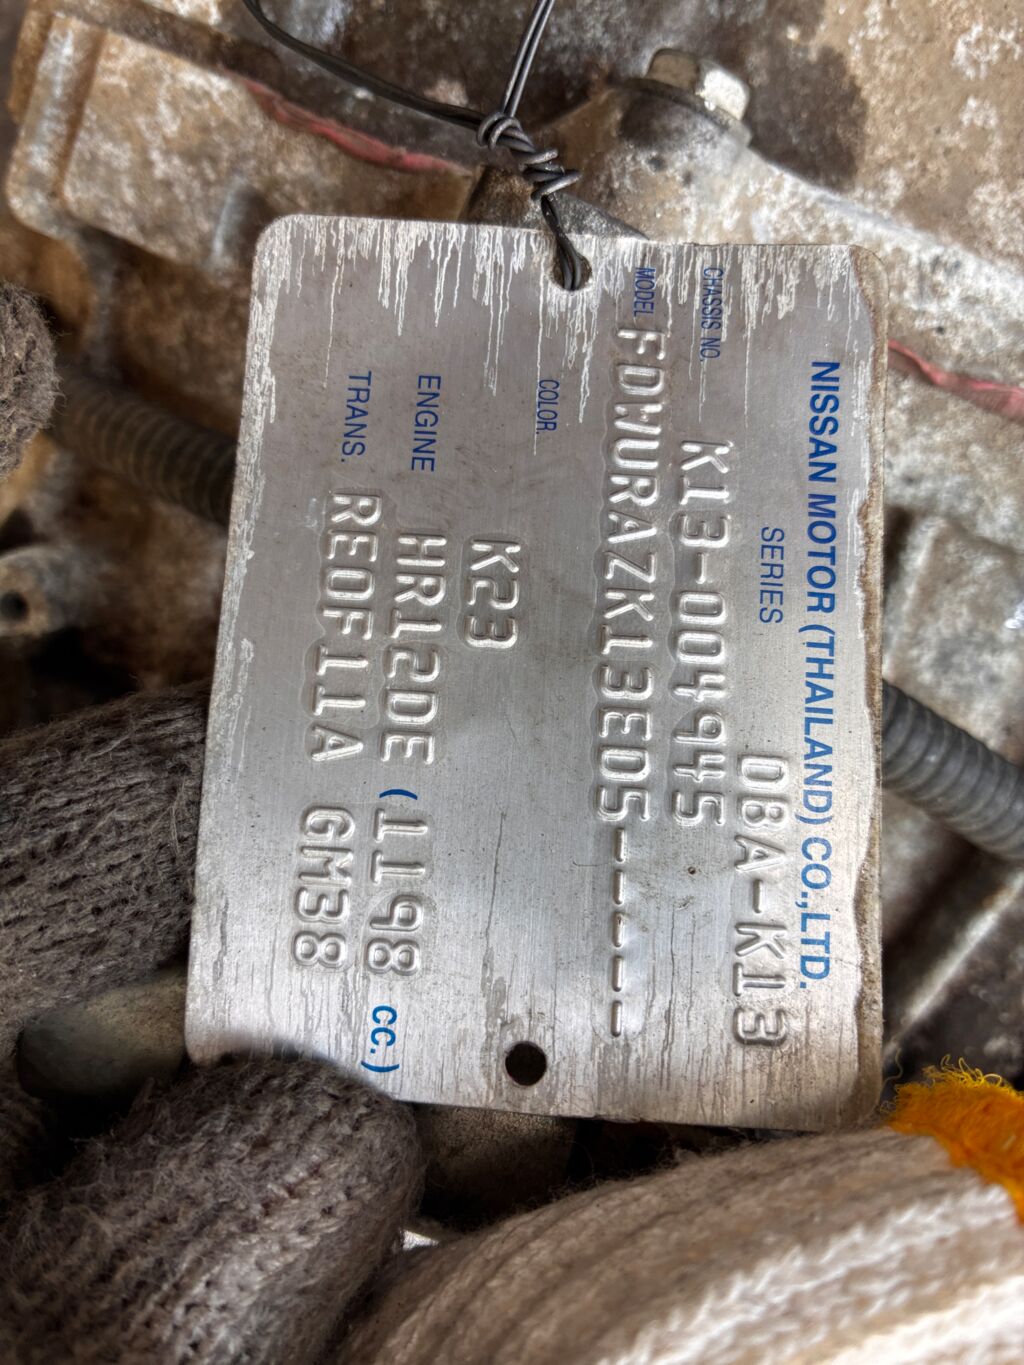 NISSAN MOTOR (THAILAND) CO.,LTD.
SERIES DBA-K13
CHASSIS NO. K13-004945
MODEL FDWURAZK13ED5-----
COLOR. K23
ENGINE HR12DE (1198 CC.)
TRANS. RE0F11A GM38